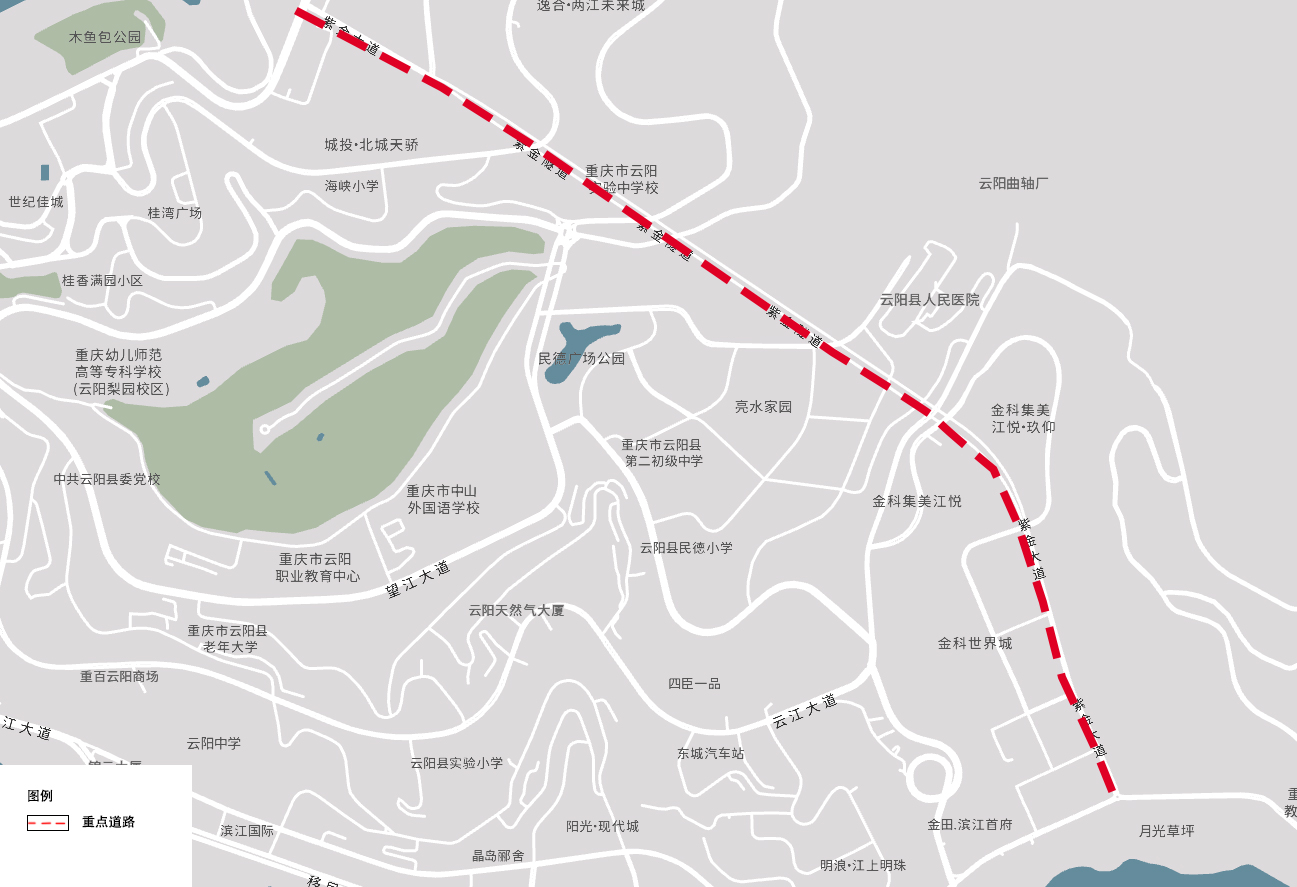 逸合·两江未来城
木鱼包公园
紫金大道
城投·北城天骄
紫金隧道
重庆市云阳
实验中学校
海峡小学
云阳曲轴厂
世纪佳城
桂湾广场
紫金隧道
桂香满园小区
云阳县人民医院
紫金隧道
重庆幼儿师范
高等专科学校
(云阳梨园校区)
民德广场公园
亮水家园
金科集美
江悦·玖仰
重庆市云阳县
第二初级中学
中共云阳县委党校
重庆市中山
外国语学校
金科集美江悦
紫金大道
云阳县民德小学
重庆市云阳
职业教育中心
望江大道
云阳天然气大厦
重庆市云阳县
老年大学
金科世界城
重百云阳商场
四臣一品
云江大道
紫金大道
江大道
云阳中学
东城汽车站
云阳县实验小学
图例
重点道路
滨江国际
阳光·现代城
金田.滨江首府
月光草坪
重
教
晶岛郦舍
明浪·江上明珠
移民